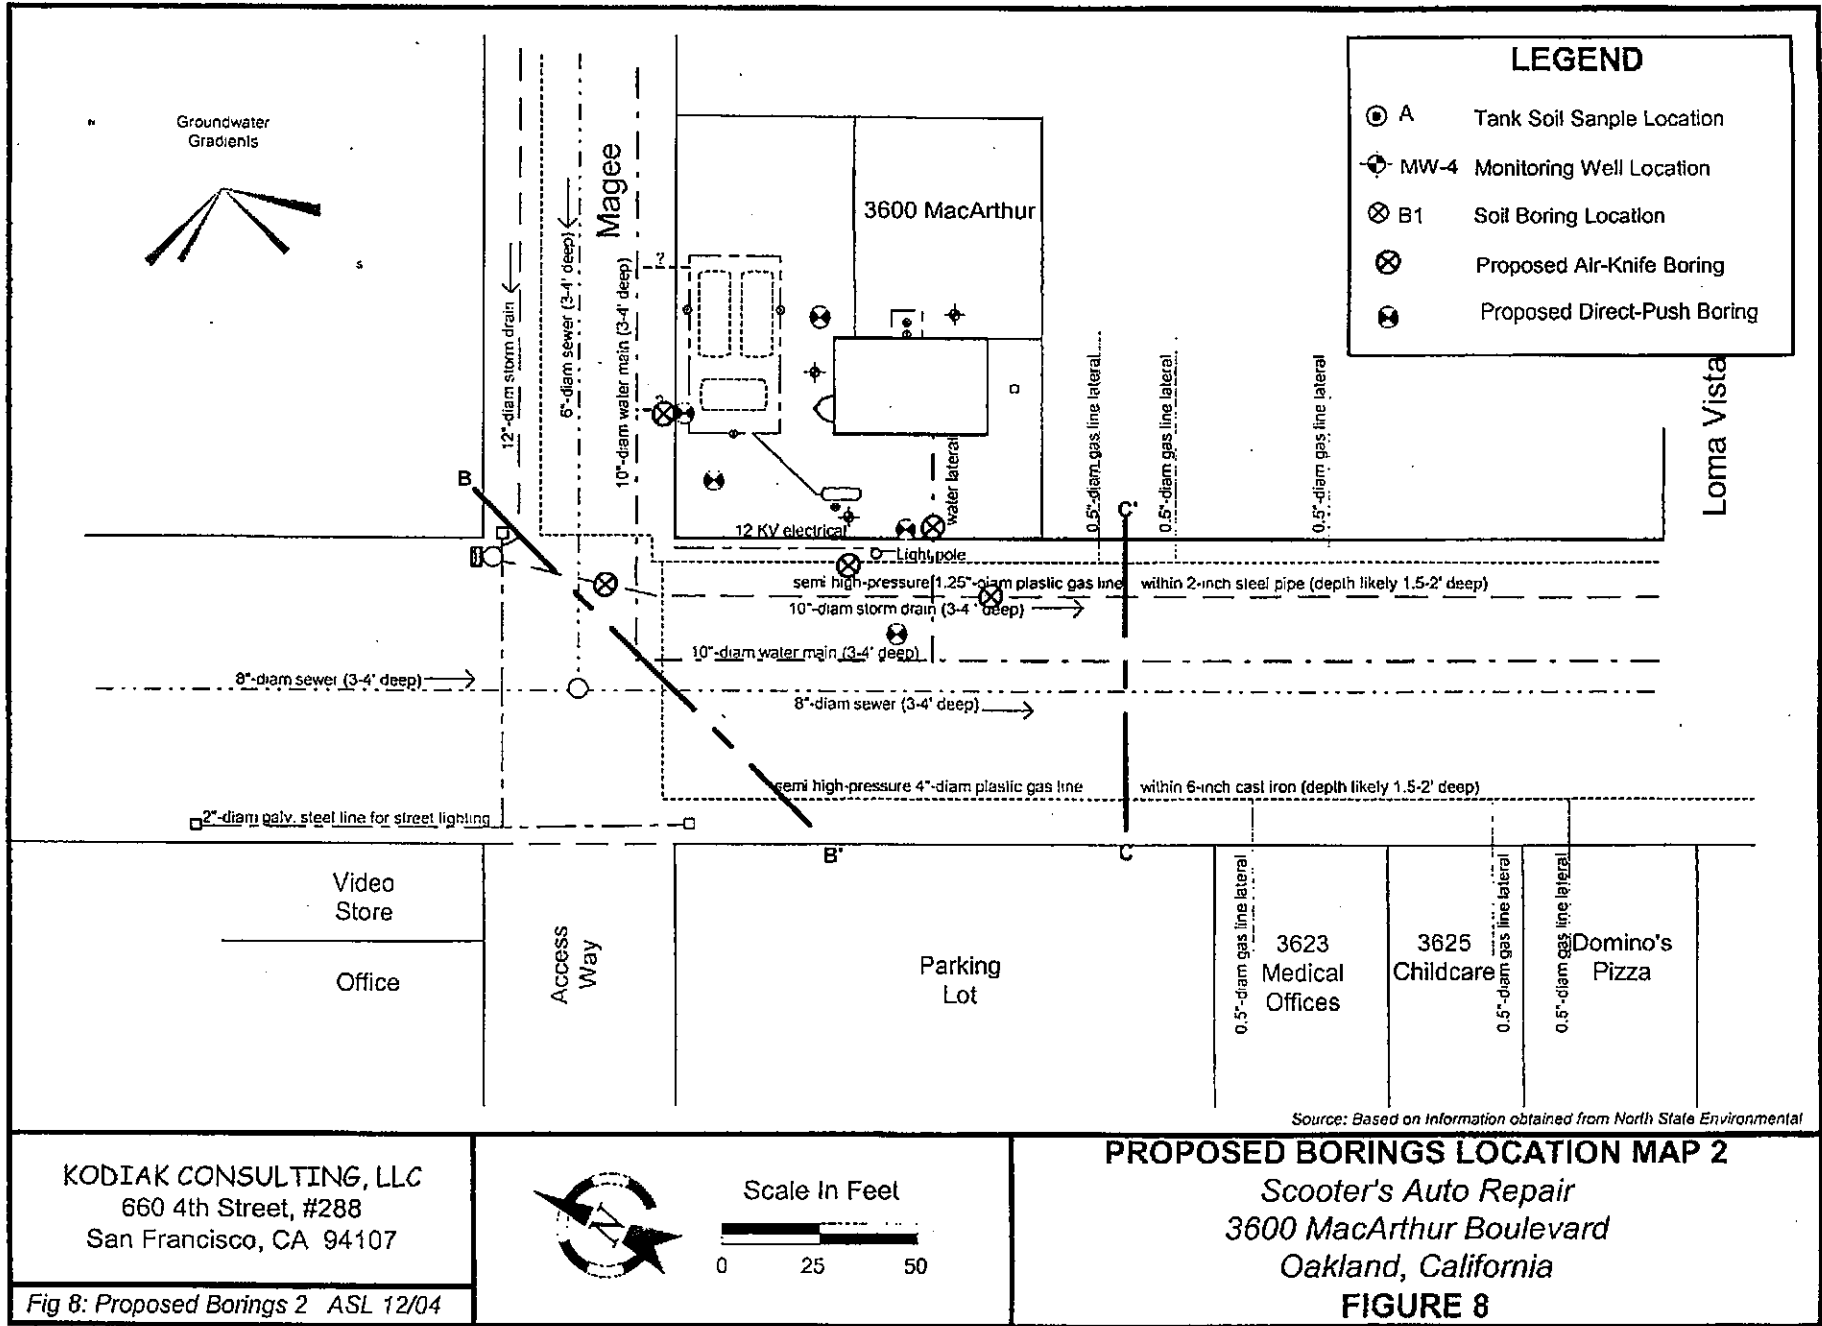 LEGEND
A Tank Soil Sanple Location
MW-4 Monitoring Well Location
B1 Soil Boring Location
Proposed Air-Knife Boring
Proposed Direct-Push Boring
N
Groundwater
Gradients
S
Magee
12"-diam storm drain
6"-diam sewer (3-4' deep)
10"-diam water main (3-4' deep)
?
?
3600 MacArthur
Loma Vista
0.5"-diam gas line lateral
0.5"-diam gas line lateral
0.5"-diam gas line lateral
water lateral
B
C'
12 KV electrical
Light pole
semi high-pressure 1.25"-diam plastic gas line within 2-inch steel pipe (depth likely 1.5-2' deep)
10"-diam storm drain (3-4 ' deep)
10"-diam water main (3-4' deep)
8"-diam sewer (3-4' deep)
8"-diam sewer (3-4' deep)
semi high-pressure 4"-diam plastic gas line within 6-inch cast iron (depth likely 1.5-2' deep)
2"-diam galv. steel line for street lighting
B'
C
Video
Store
Office
Access
Way
Parking
Lot
0.5"-diam gas line lateral
3623
Medical
Offices
3625
Childcare
0.5"-diam gas line lateral
0.5"-diam gas line lateral
Domino's
Pizza
Source: Based on Information obtained from North State Environmental
KODIAK CONSULTING, LLC
660 4th Street, #288
San Francisco, CA 94107
Fig 8: Proposed Borings 2 ASL 12/04
N
Scale In Feet
0 25 50
PROPOSED BORINGS LOCATION MAP 2
Scooter's Auto Repair
3600 MacArthur Boulevard
Oakland, California
FIGURE 8